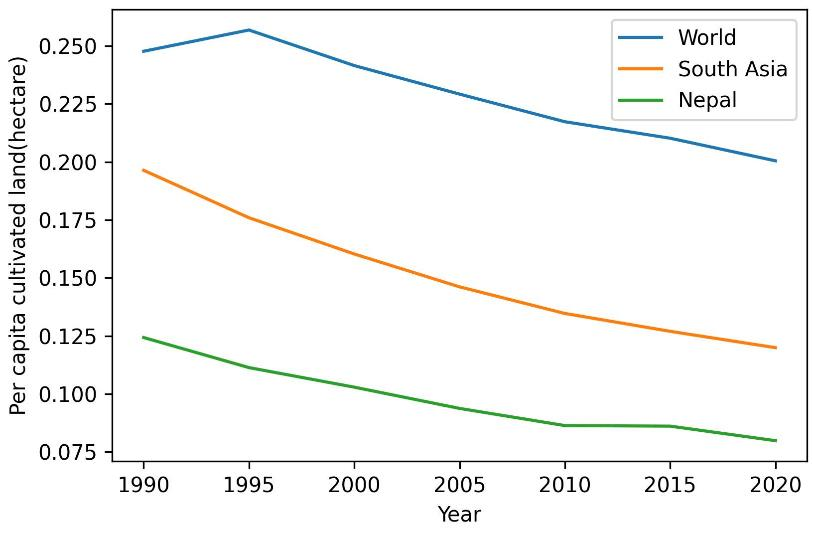 0.250
0.225
0.200
0.175
0.150
0.125
0.100
0.075
Per capita cultivated land(hectare)
World
South Asia
Nepal
1990 1995 2000 2005 2010 2015 2020
Year